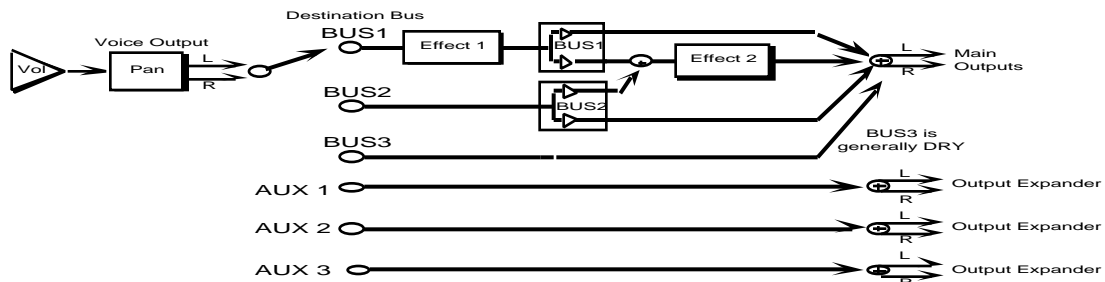 Destination Bus
BUS1
Voice Output
Vol
Pan
L
R
Effect 1
BUS1
Effect 2
L
R
Main
Outputs
BUS2
BUS2
BUS3
BUS3 is
generally DRY
AUX 1
L
R
Output Expander
AUX 2
L
R
Output Expander
AUX 3
L
R
Output Expander